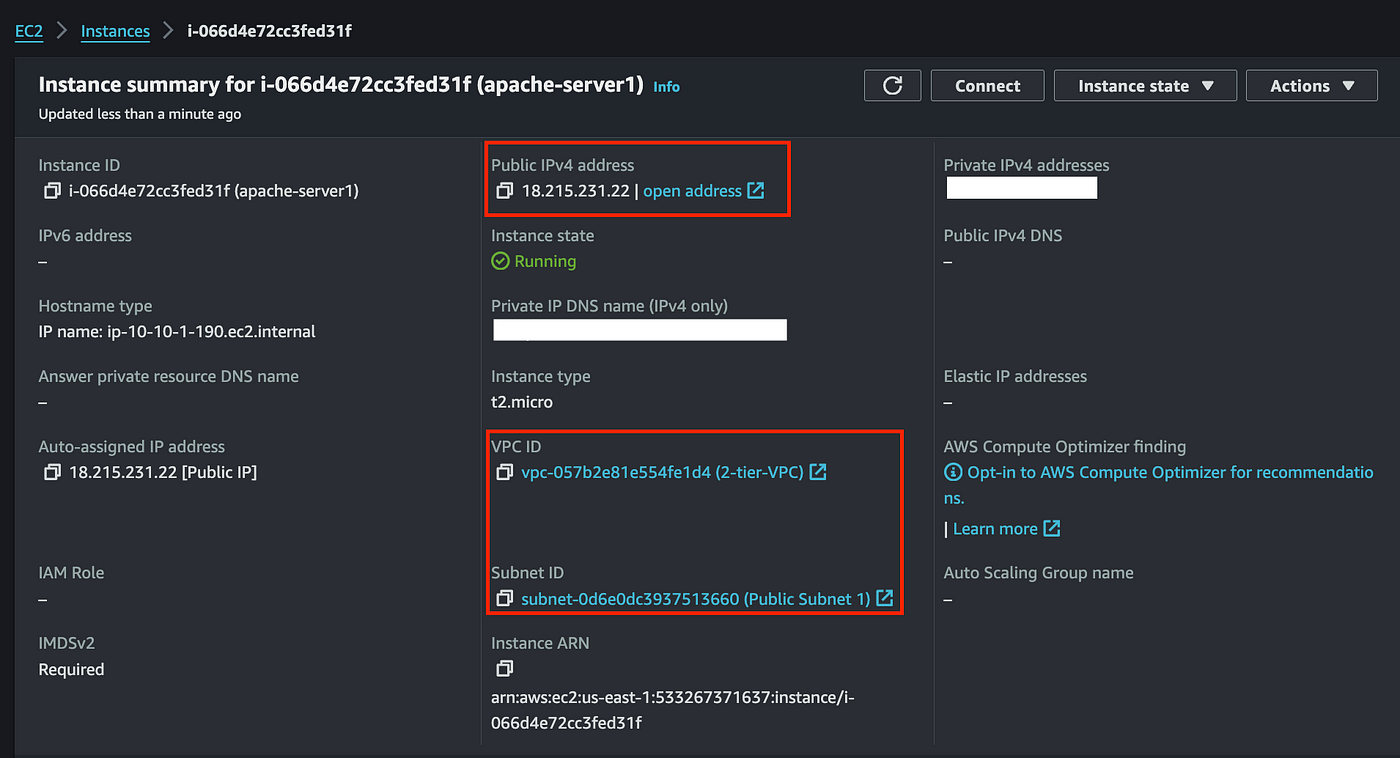 EC2 > Instances > i-066d4e72cc3fed31f
Instance summary for i-066d4e72cc3fed31f (apache-server1) Info
Updated less than a minute ago
Connect
Instance state
Actions
Instance ID
i-066d4e72cc3fed31f (apache-server1)
Public IPv4 address
18.215.231.22 | open address
Private IPv4 addresses
IPv6 address
–
Instance state
Running
Public IPv4 DNS
–
Hostname type
IP name: ip-10-10-1-190.ec2.internal
Private IP DNS name (IPv4 only)
Answer private resource DNS name
–
Instance type
t2.micro
Elastic IP addresses
–
Auto-assigned IP address
18.215.231.22 [Public IP]
VPC ID
vpc-057b2e81e554fe1d4 (2-tier-VPC)
AWS Compute Optimizer finding
Opt-in to AWS Compute Optimizer for recommendatio
ns.
| Learn more
IAM Role
–
Subnet ID
subnet-0d6e0dc3937513660 (Public Subnet 1)
Auto Scaling Group name
–
IMDSv2
Required
Instance ARN
arn:aws:ec2:us-east-1:533267371637:instance/i-
066d4e72cc3fed31f